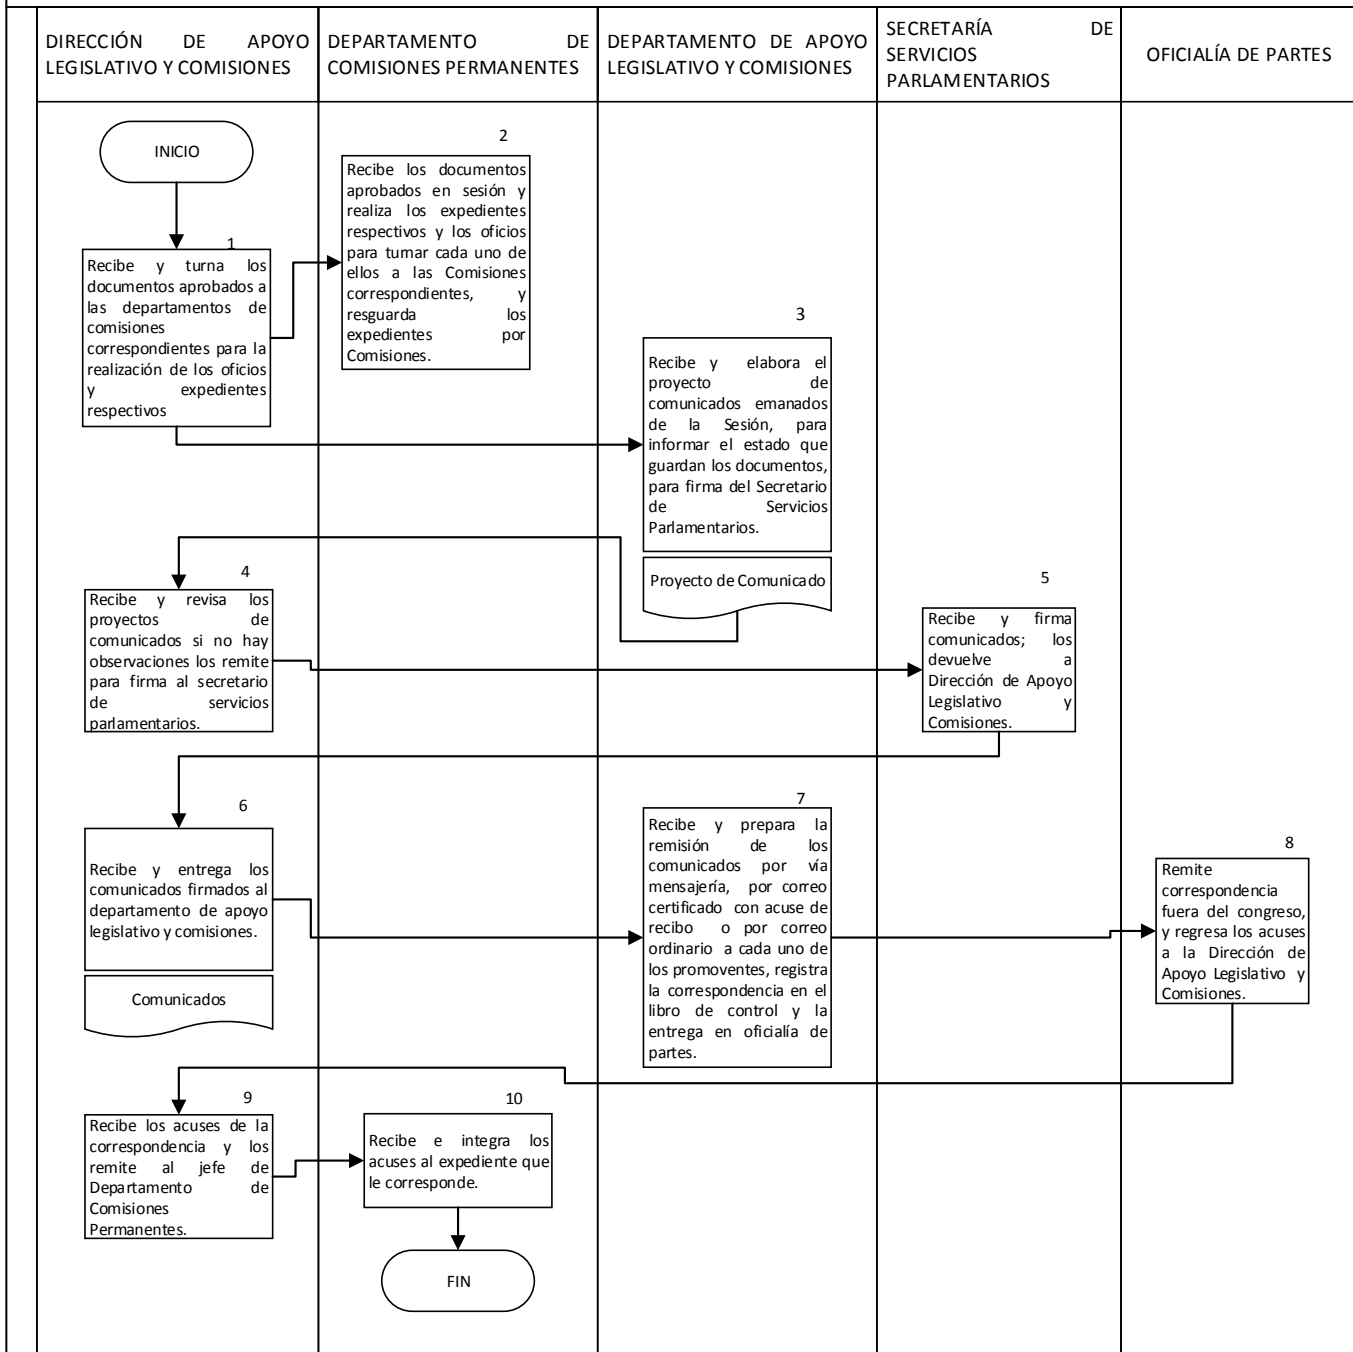 DIRECCIÓN DE APOYO
LEGISLATIVO Y COMISIONES
DEPARTAMENTO DE
COMISIONES PERMANENTES
DEPARTAMENTO DE APOYO
LEGISLATIVO Y COMISIONES
SECRETARÍA DE
SERVICIOS
PARLAMENTARIOS
OFICIALÍA DE PARTES
INICIO
1
Recibe y turna los
documentos aprobados a
las departamentos de
comisiones
correspondientes para la
realización de los oficios
y expedientes
respectivos
2
Recibe los documentos
aprobados en sesión y
realiza los expedientes
respectivos y los oficios
para turnar cada uno de
ellos a las Comisiones
correspondientes, y
resguarda los
expedientes por
Comisiones.
3
Recibe y elabora el
proyecto de
comunicados emanados
de la Sesión, para
informar el estado que
guardan los documentos,
para firma del Secretario
de Servicios
Parlamentarios.
Proyecto de Comunicado
4
Recibe y revisa los
proyectos de
comunicados si no hay
observaciones los remite
para firma al secretario
de servicios
parlamentarios.
5
Recibe y firma
comunicados; los
devuelve a
Dirección de Apoyo
Legislativo y
Comisiones.
6
Recibe y entrega los
comunicados firmados al
departamento de apoyo
legislativo y comisiones.
Comunicados
7
Recibe y prepara la
remisión de los
comunicados por vía
mensajería, por correo
certificado con acuse de
recibo o por correo
ordinario a cada uno de
los promoventes, registra
la correspondencia en el
libro de control y la
entrega en oficialía de
partes.
8
Remite
correspondencia
fuera del congreso,
y regresa los acuses
a la Dirección de
Apoyo Legislativo y
Comisiones.
9
Recibe los acuses de la
correspondencia y los
remite al jefe de
Departamento de
Comisiones
Permanentes.
10
Recibe e integra los
acuses al expediente que
le corresponde.
FIN